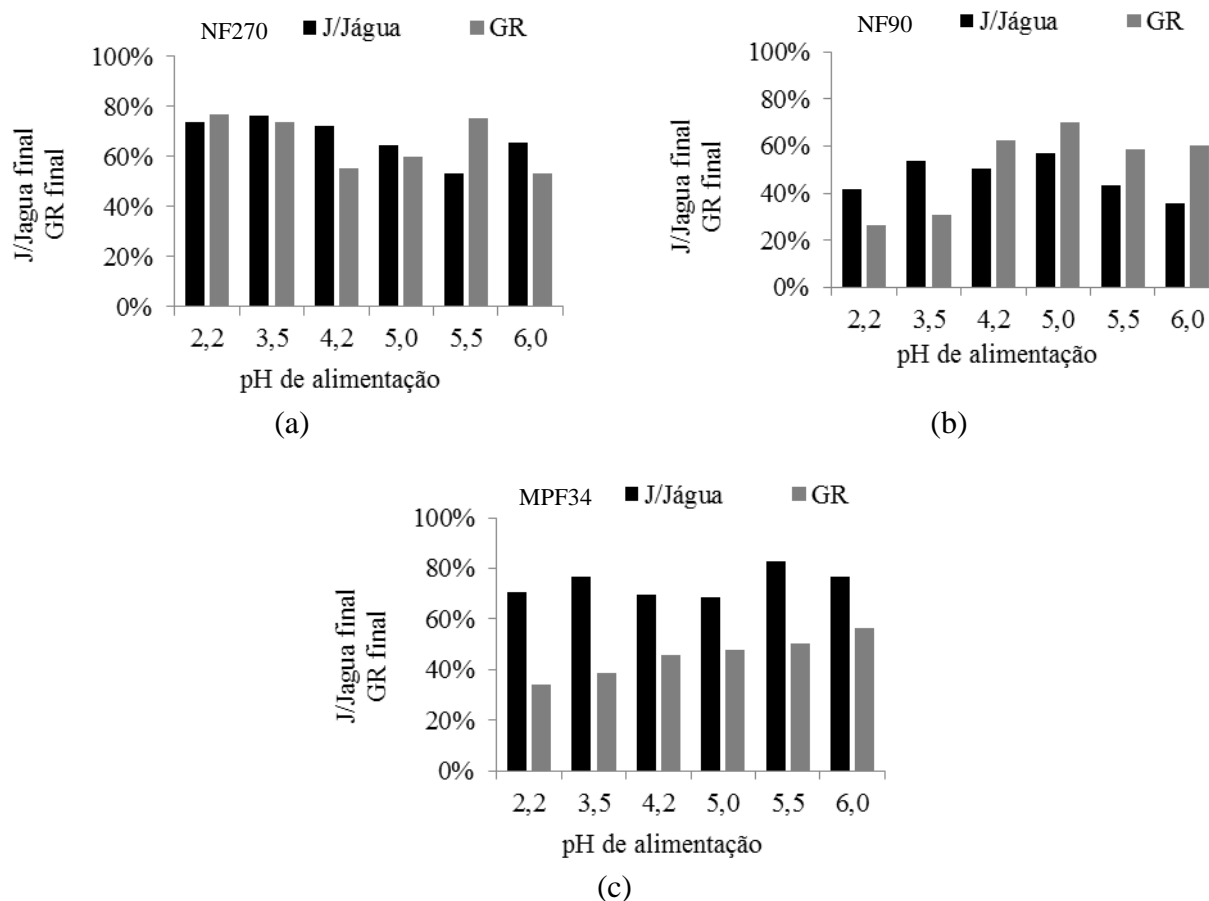 NF270 J/Jágua GR
100%
80%
60%
40%
20%
0%
J/Jagua final
GR final
2,2 3,5 4,2 5,0 5,5 6,0
pH de alimentação
(a)
NF90 J/Jágua GR
100%
80%
60%
40%
20%
0%
J/Jagua final
GR final
2,2 3,5 4,2 5,0 5,5 6,0
pH de alimentação
(b)
MPF34 J/Jágua GR
100%
80%
60%
40%
20%
0%
J/Jagua final
GR final
2,2 3,5 4,2 5,0 5,5 6,0
pH de alimentação
(c)